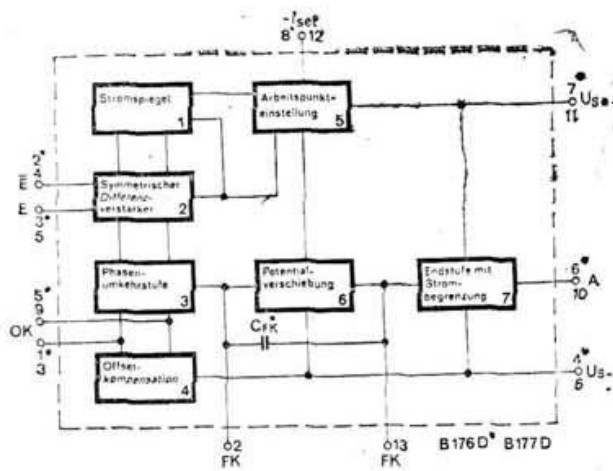 -I set
8* 12
Stromspiegel
1
Arbeitspunkt-
einstellung
5
7*
11
Us+
2*
4
EI
E
3*
5
Symmetrischer
Differenz-
verstärker
2
Phasen-
umkehrstufe
3
Potential-
verschiebung
6
Endstufe mit
Strom-
begrenzung
7
6*
10
A
5*
9
OK
1*
3
CFK*
Offset-
kompensation
4
4*
6
Us-
2
FK
13
FK
B176D* B177D